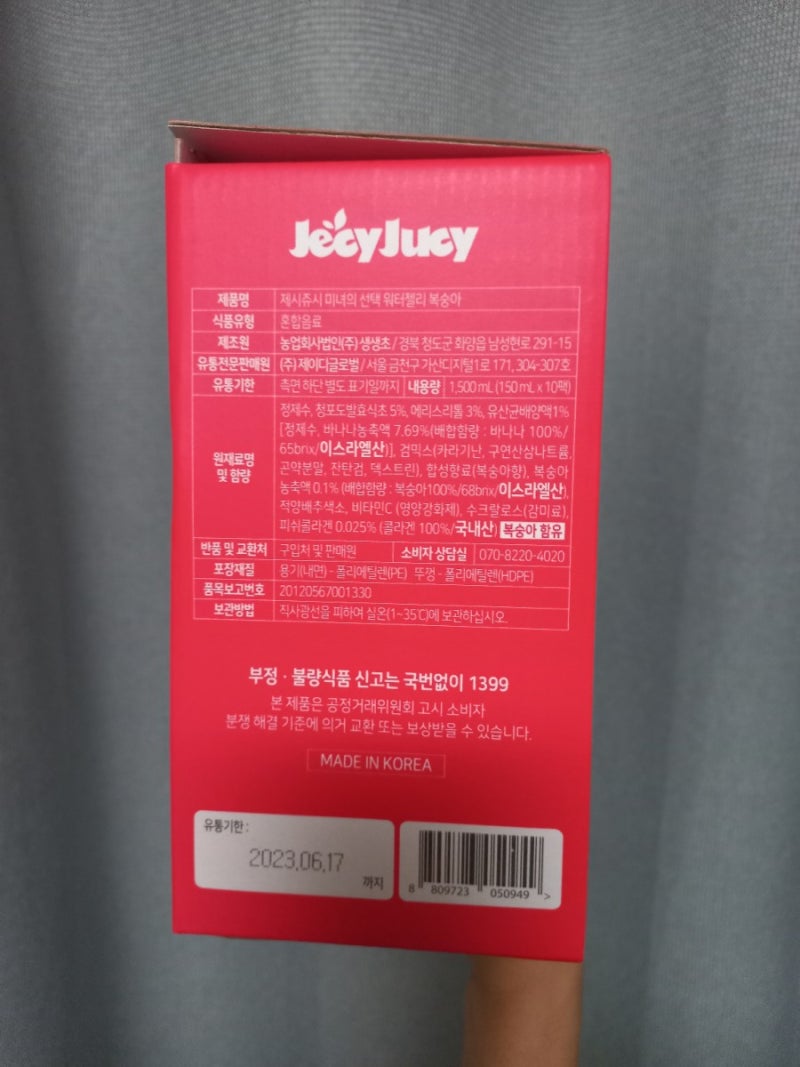 JecyJucy
제품명 제시쥬시 미녀의 선택 워터젤리 복숭아
식품유형 혼합음료
제조원 농업회사법인(주) 생생초 / 경북 청도군 화양읍 남성현로 291-15
유통전문판매원 (주) 제이디글로벌 / 서울 금천구 가산디지털1로 171, 304-307호
유통기한 측면 하단 별도 표기일까지 내용량 1,500mL (150mL x 10팩)
원재료명 및 함량
정제수, 청포도발효식초 5%, 에리스리톨 3%, 유산균배양액1%
[정제수, 바나나농축액 7.69%(배합함량 : 바나나 100%/
65brix/이스라엘산)], 검믹스(카라기난, 구연산삼나트륨,
곤약분말, 잔탄검, 덱스트린), 합성향료(복숭아향), 복숭아
농축액 0.1% (배합함량 : 복숭아100%/68brix/이스라엘산),
적양배추색소, 비타민C (영양강화제), 수크랄로스(감미료),
피쉬콜라겐 0.025% (콜라겐 100%/국내산) 복숭아 함유
반품 및 교환처 구입처 및 판매원 소비자 상담실 070-8220-4020
포장재질 용기(내면) - 폴리에틸렌(PE) 뚜껑 - 폴리에틸렌(HDPE)
품목보고번호 20120567001330
보관방법 직사광선을 피하여 실온(1~35℃)에 보관하십시오.
부정 · 불량식품 신고는 국번없이 1399
본 제품은 공정거래위원회 고시 소비자
분쟁 해결 기준에 의거 교환 또는 보상받을 수 있습니다.
MADE IN KOREA
유통기한 :
2023.06.17
까지
8 809723 050949 >